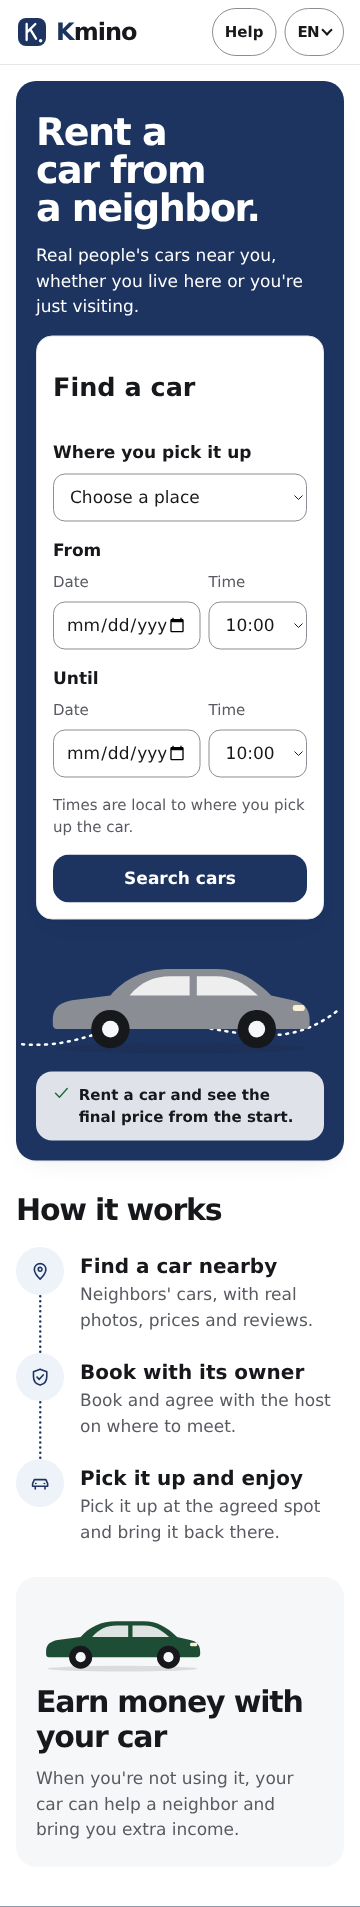 K. Kmino
Help
EN
Rent a
car from
a neighbor.
Real people's cars near you,
whether you live here or you're
just visiting.
Find a car
Where you pick it up
Choose a place
From
Date Time
mm/dd/yyy 10:00
Until
Date Time
mm/dd/yyy 10:00
Times are local to where you pick
up the car.
Search cars
Rent a car and see the
final price from the start.
How it works
Find a car nearby
Neighbors' cars, with real
photos, prices and reviews.
Book with its owner
Book and agree with the host
on where to meet.
Pick it up and enjoy
Pick it up at the agreed spot
and bring it back there.
Earn money with
your car
When you're not using it, your
car can help a neighbor and
bring you extra income.